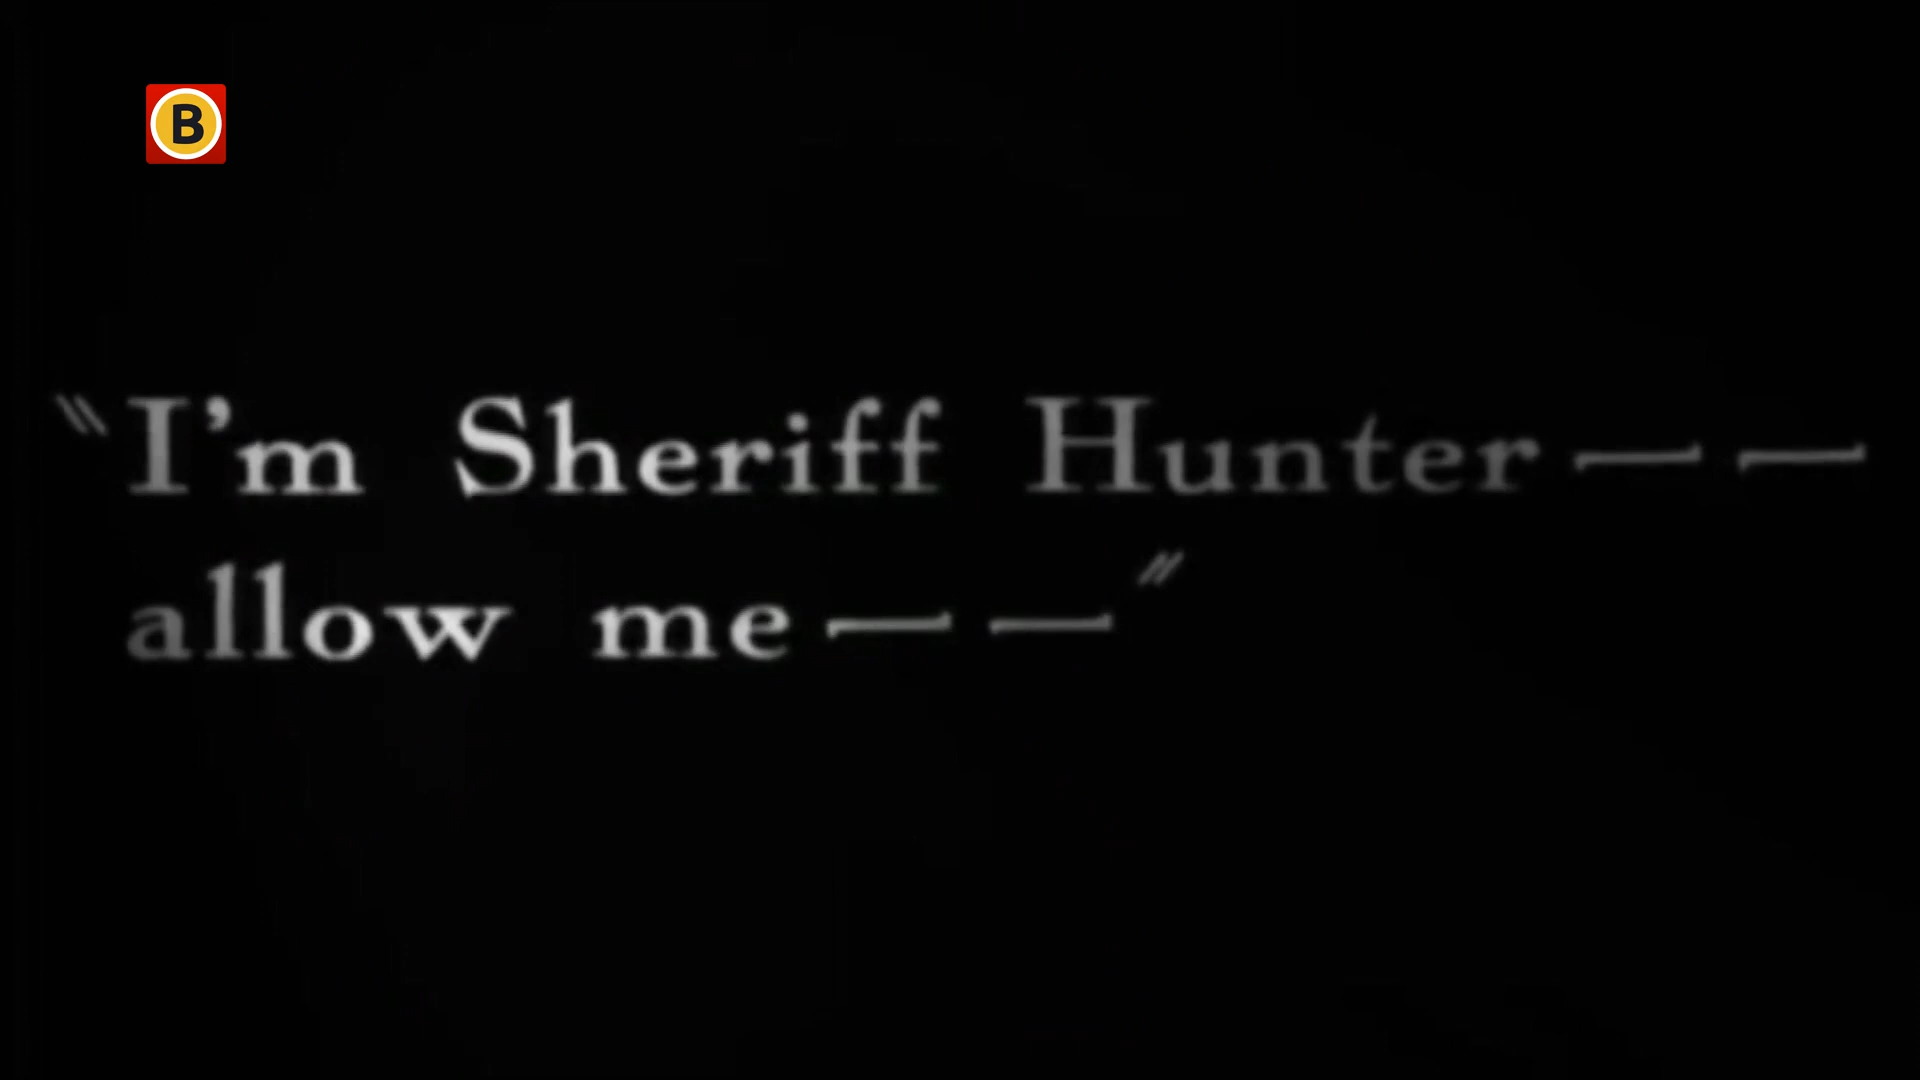 B
"I'm Sheriff Hunter — —
allow me — —"